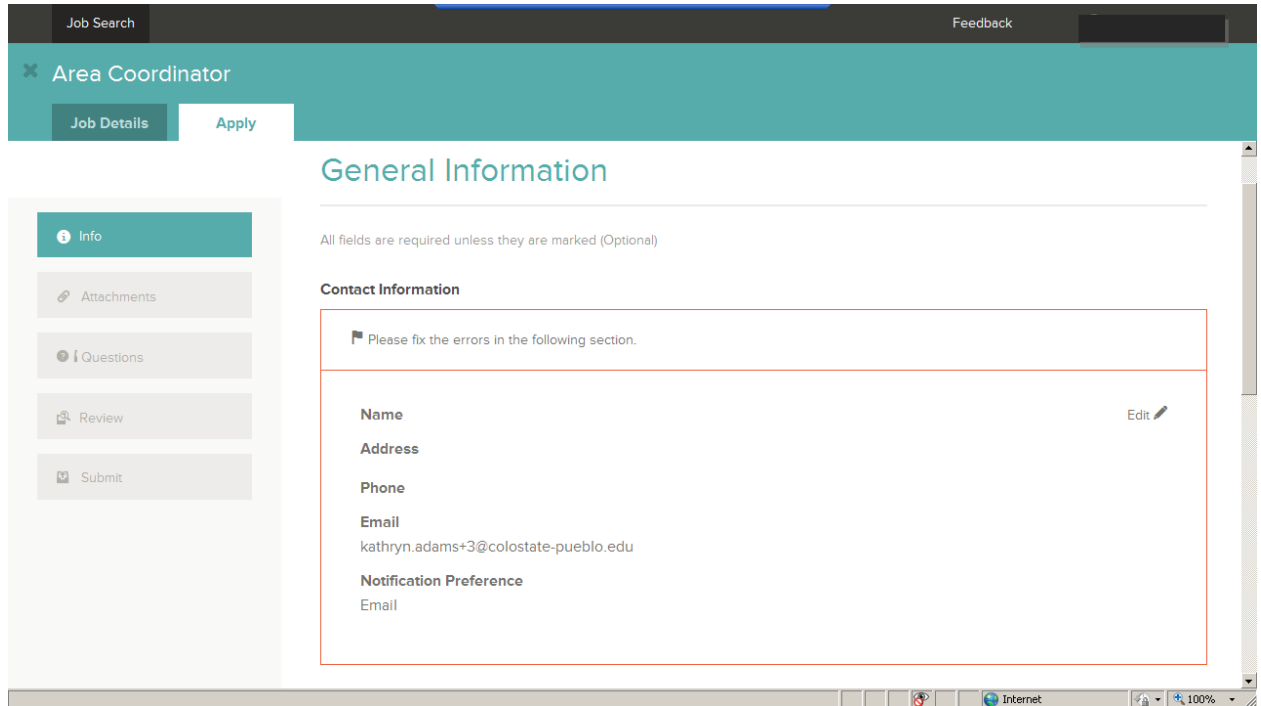 Job Search
Feedback
Area Coordinator
Job Details
Apply
General Information
Info
All fields are required unless they are marked (Optional)
Attachments
Contact Information
Please fix the errors in the following section.
Questions
Name
Edit
Review
Address
Submit
Phone
Email
kathryn.adams+3@colostate-pueblo.edu
Notification Preference
Email
Internet
100%